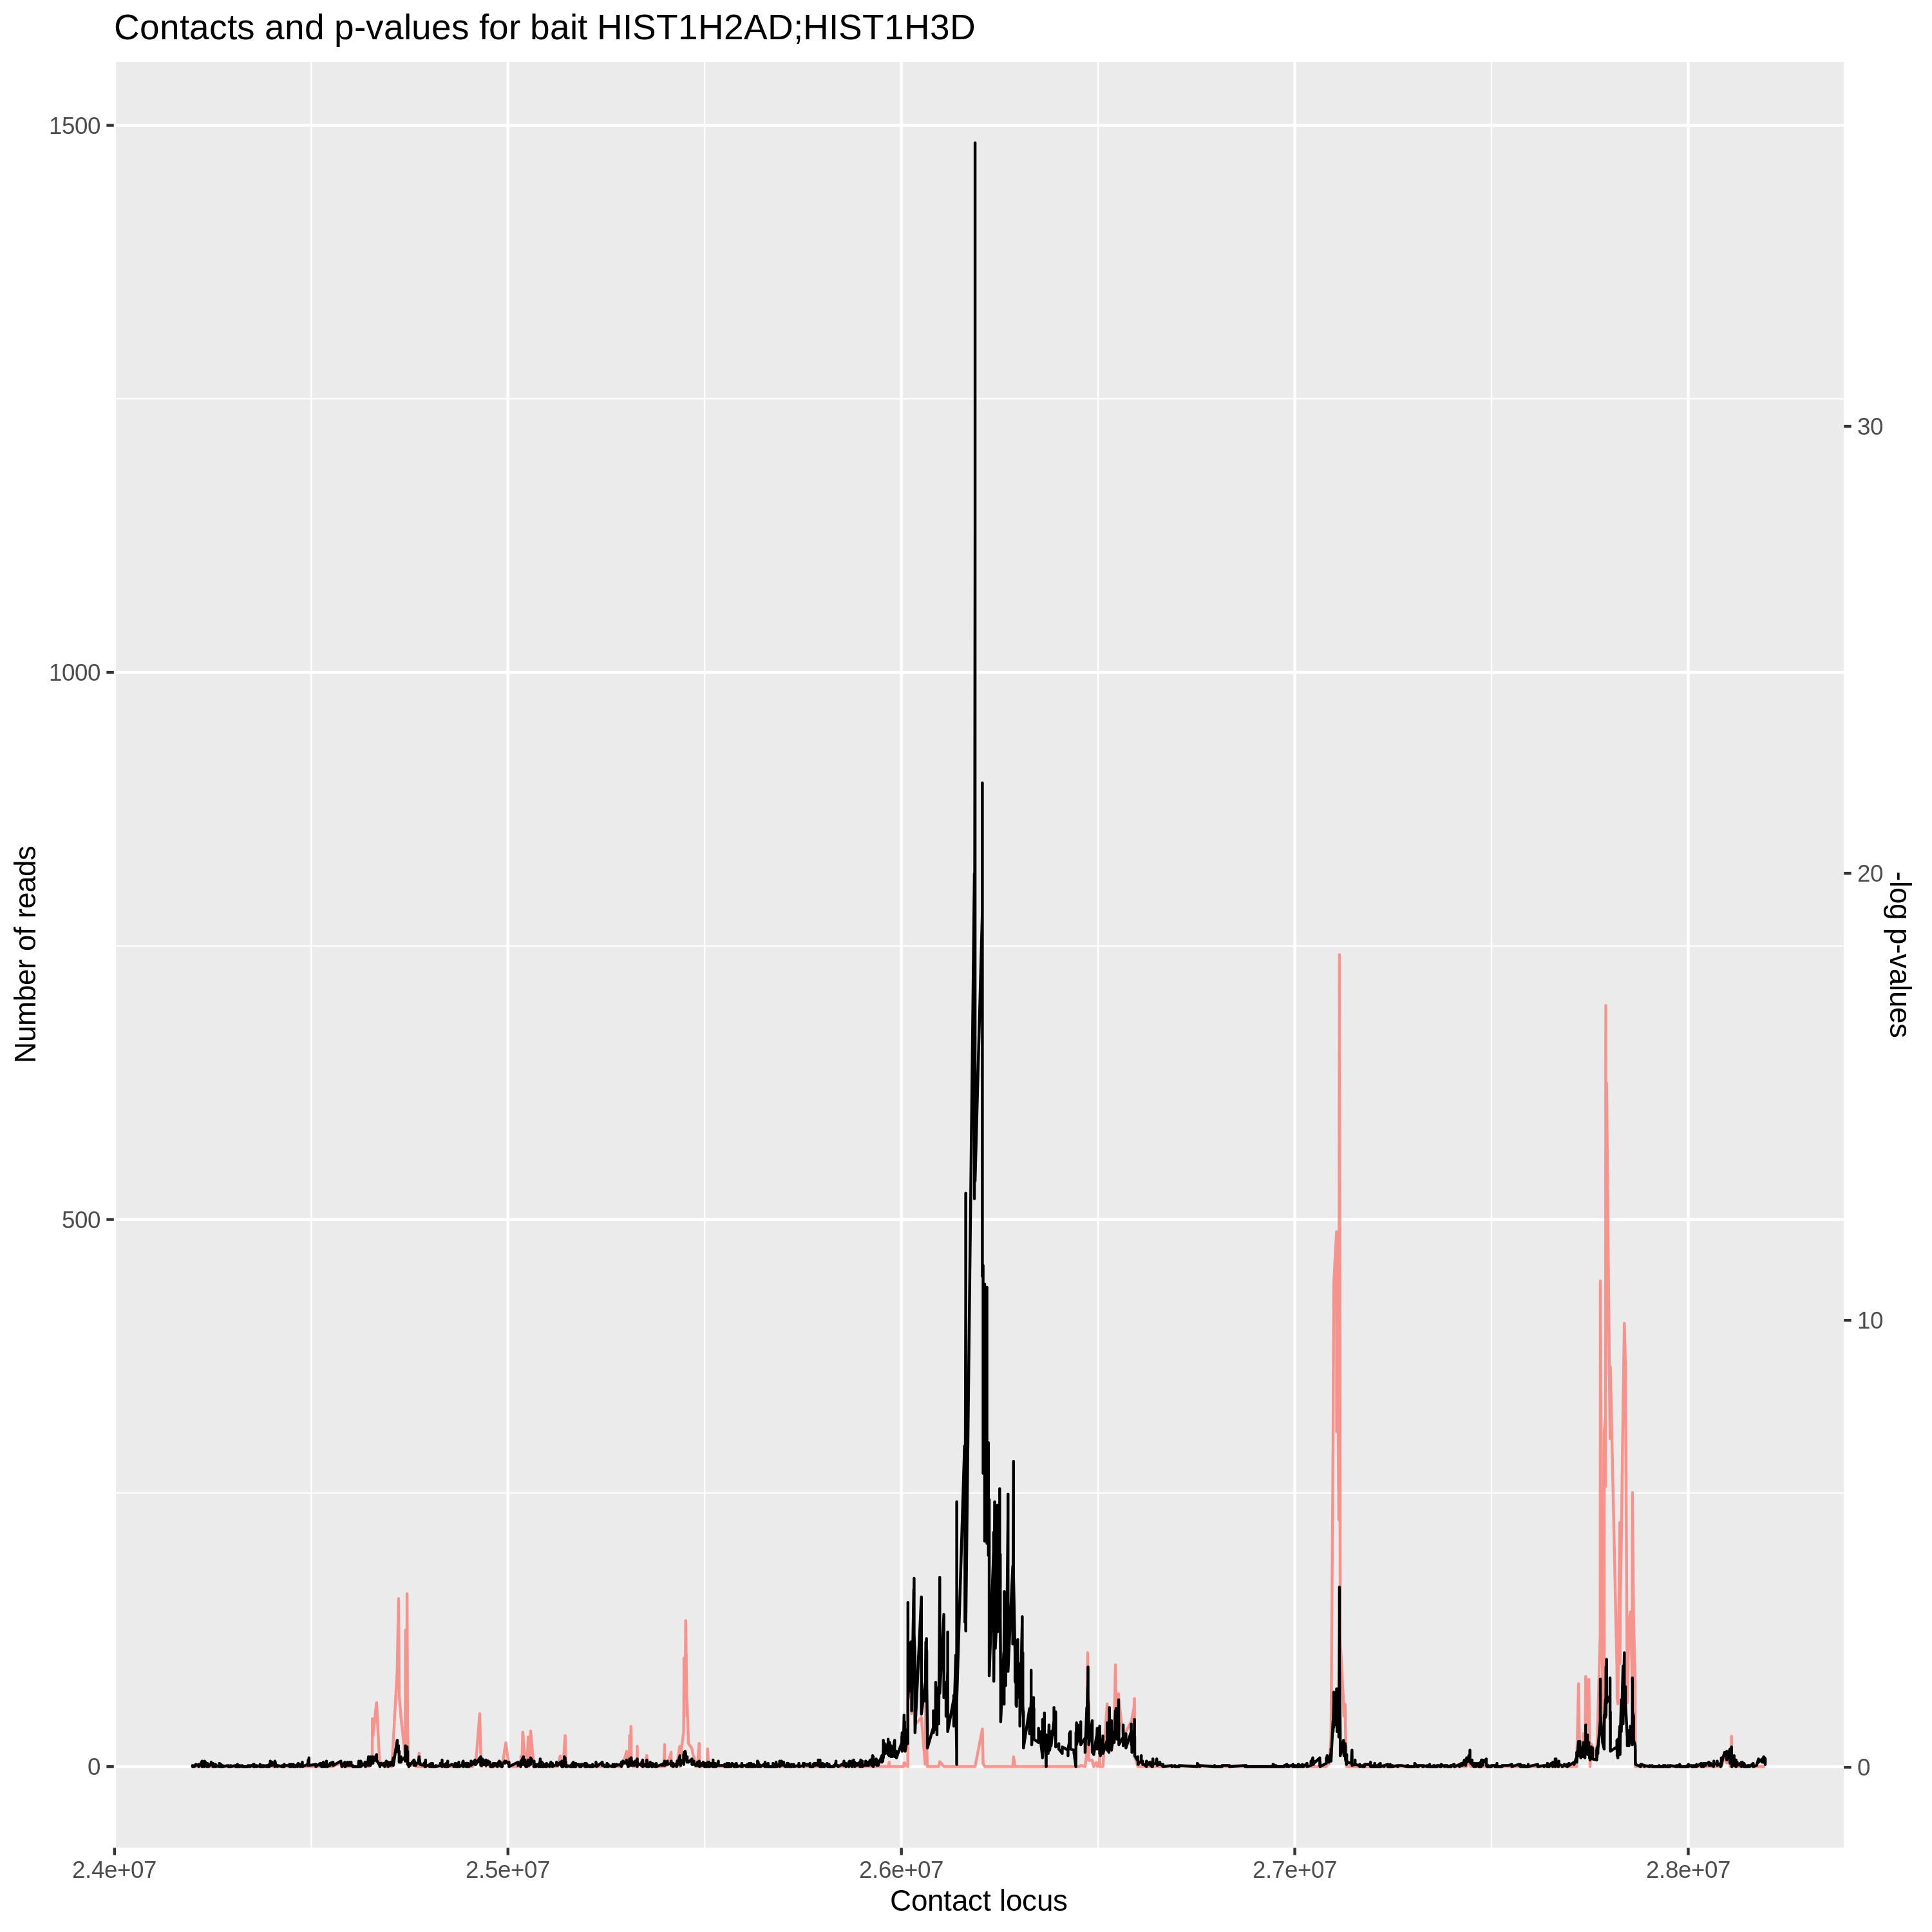 Contacts and p-values for bait HIST1H2AD;HIST1H3D
1500
1000
500
0
Number of reads
30
20
10
0
-log p-values
2.4e+07
2.5e+07
2.6e+07
2.7e+07
2.8e+07
Contact locus